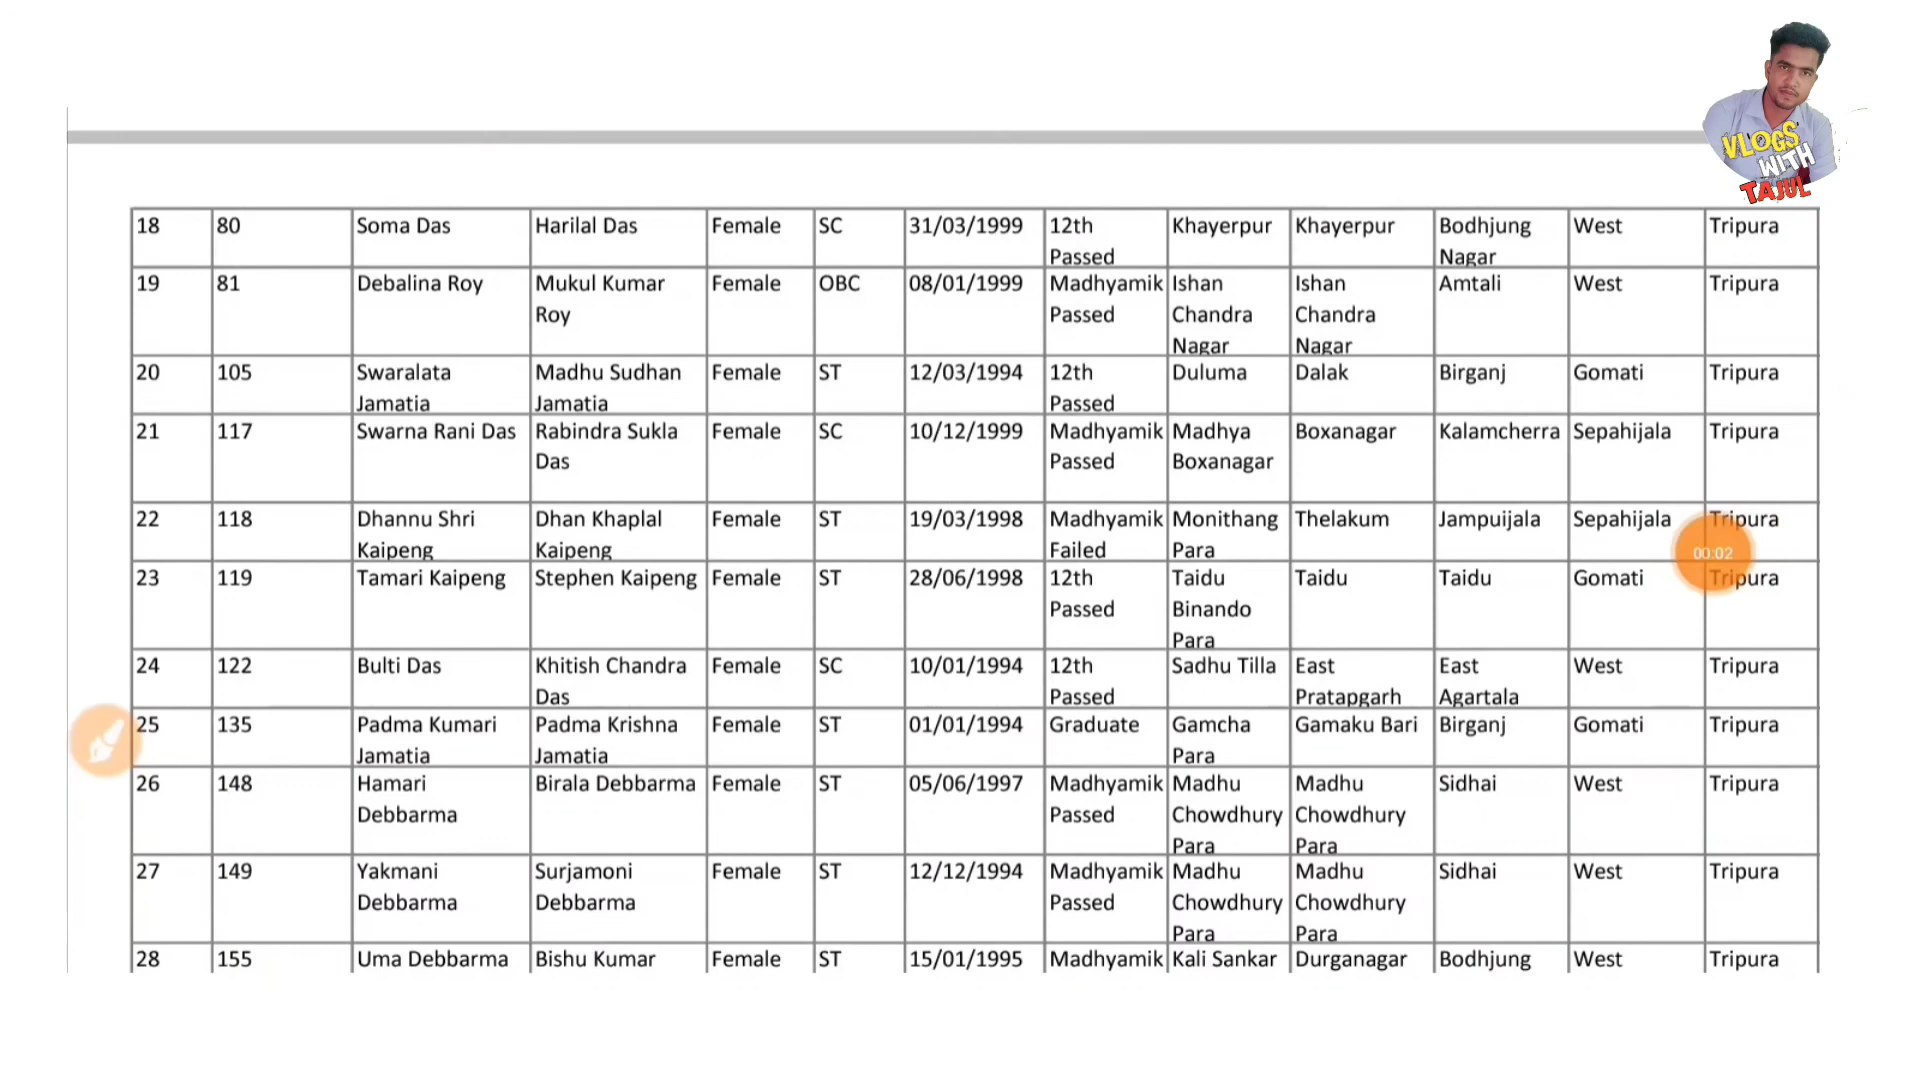 VLOGS
WITH
TAJUL
18 80 Soma Das Harilal Das Female SC 31/03/1999 12th Passed Khayerpur Khayerpur Bodhjung Nagar West Tripura
19 81 Debalina Roy Mukul Kumar Roy Female OBC 08/01/1999 Madhyamik Passed Ishan Chandra Nagar Ishan Chandra Nagar Amtali West Tripura
20 105 Swaralata Jamatia Madhu Sudhan Jamatia Female ST 12/03/1994 12th Passed Duluma Dalak Birganj Gomati Tripura
21 117 Swarna Rani Das Rabindra Sukla Das Female SC 10/12/1999 Madhyamik Passed Madhya Boxanagar Boxanagar Kalamcherra Sepahijala Tripura
22 118 Dhannu Shri Kaipeng Dhan Khaplal Kaipeng Female ST 19/03/1998 Madhyamik Failed Monithang Para Thelakum Jampuijala Sepahijala Tripura
00:02
23 119 Tamari Kaipeng Stephen Kaipeng Female ST 28/06/1998 12th Passed Taidu Binando Para Taidu Taidu Gomati Tripura
24 122 Bulti Das Khitish Chandra Das Female SC 10/01/1994 12th Passed Sadhu Tilla East Pratapgarh East Agartala West Tripura
25 135 Padma Kumari Jamatia Padma Krishna Jamatia Female ST 01/01/1994 Graduate Gamcha Para Gamaku Bari Birganj Gomati Tripura
26 148 Hamari Debbarma Birala Debbarma Female ST 05/06/1997 Madhyamik Passed Madhu Chowdhury Para Madhu Chowdhury Para Sidhai West Tripura
27 149 Yakmani Debbarma Surjamoni Debbarma Female ST 12/12/1994 Madhyamik Passed Madhu Chowdhury Para Madhu Chowdhury Para Sidhai West Tripura
28 155 Uma Debbarma Bishu Kumar Female ST 15/01/1995 Madhyamik Kali Sankar Durganagar Bodhjung West Tripura